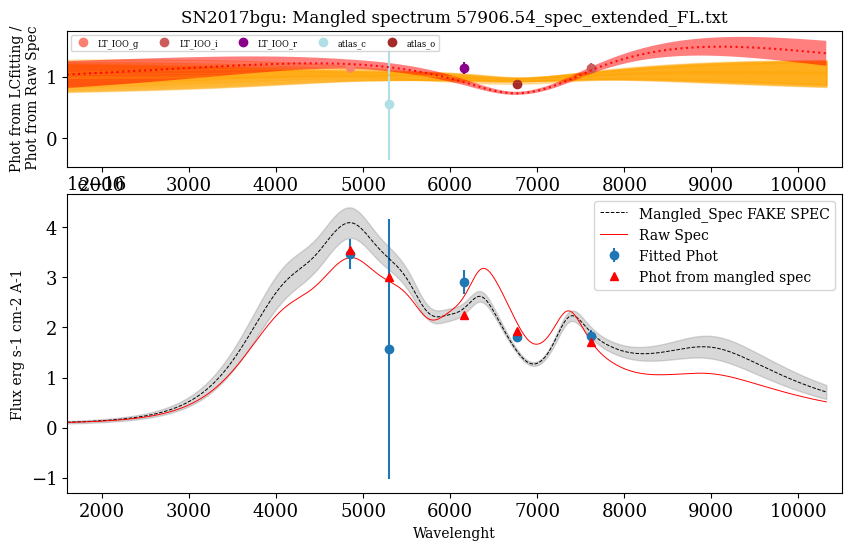 SN2017bgu: Mangled spectrum 57906.54_spec_extended_FL.txt
Phot from LCfitting /
Phot from Raw Spec
LT_IOO_g LT_IOO_i LT_IOO_r atlas_c atlas_o
1
0
2000 3000 4000 5000 6000 7000 8000 9000 10000
1e−16
Mangled_Spec FAKE SPEC
Raw Spec
Fitted Phot
Phot from mangled spec
Flux erg s-1 cm-2 A-1
4
3
2
1
0
−1
2000 3000 4000 5000 6000 7000 8000 9000 10000
Wavelenght